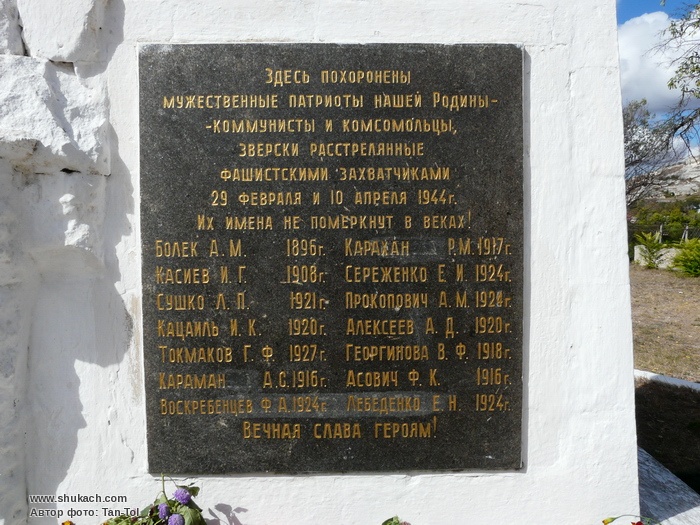 Здесь похоронены
мужественные патриоты нашей Родины-
-коммунисты и комсомольцы,
зверски расстрелянные
фашистскими захватчиками
29 февраля и 10 апреля 1944г.
Их имена не померкнут в веках!
Болек А. М. 1896г. Карахан Р.М. 1917г.
Касиев И. Г. 1908г. Сереженко Е. И. 1924г.
Сушко Л. П. 1921г. Прокопович А. М. 1922г.
Кацаиль И. К. 1920г. Алексеев А. Д. 1920г.
Токмаков Г. Ф. 1927г. Георгинова В. Ф. 1918г.
Караман А.С. 1916г. Асович Ф. К. 1916г.
Воскребенцев Ф.А. 1924г. Лебеденко Е. Н. 1924г.
Вечная слава героям!
www.shukach.com
Автор фото: Tan-Tol